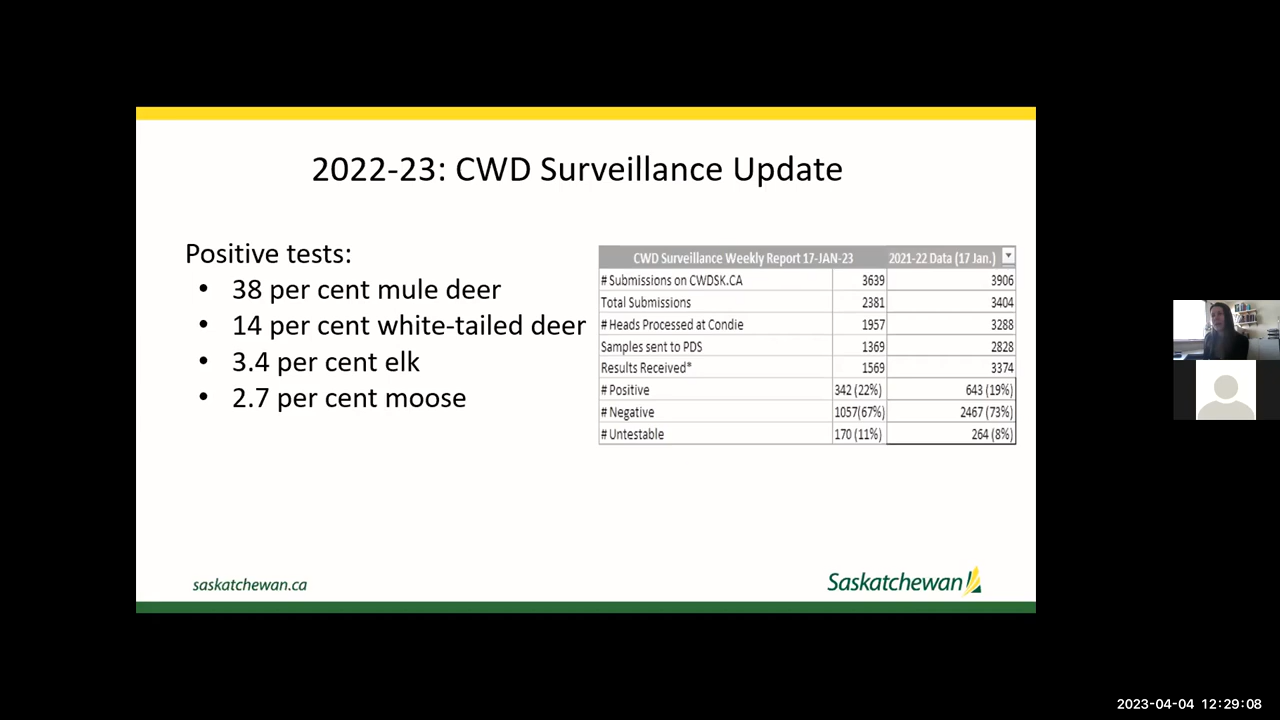 2022-23: CWD Surveillance Update
Positive tests:
• 38 per cent mule deer
• 14 per cent white-tailed deer
• 3.4 per cent elk
• 2.7 per cent moose
CWD Surveillance Weekly Report 17-JAN-23 2021-22 Data (17 Jan.)
# Submissions on CWDSK.CA 3639 3906
Total Submissions 2381 3404
# Heads Processed at Condie 1957 3288
Samples sent to PDS 1369 2828
Results Received* 1569 3374
# Positive 342 (22%) 643 (19%)
# Negative 1057(67%) 2467 (73%)
# Untestable 170 (11%) 264 (8%)
saskatchewan.ca
Saskatchewan
2023-04-04 12:29:08